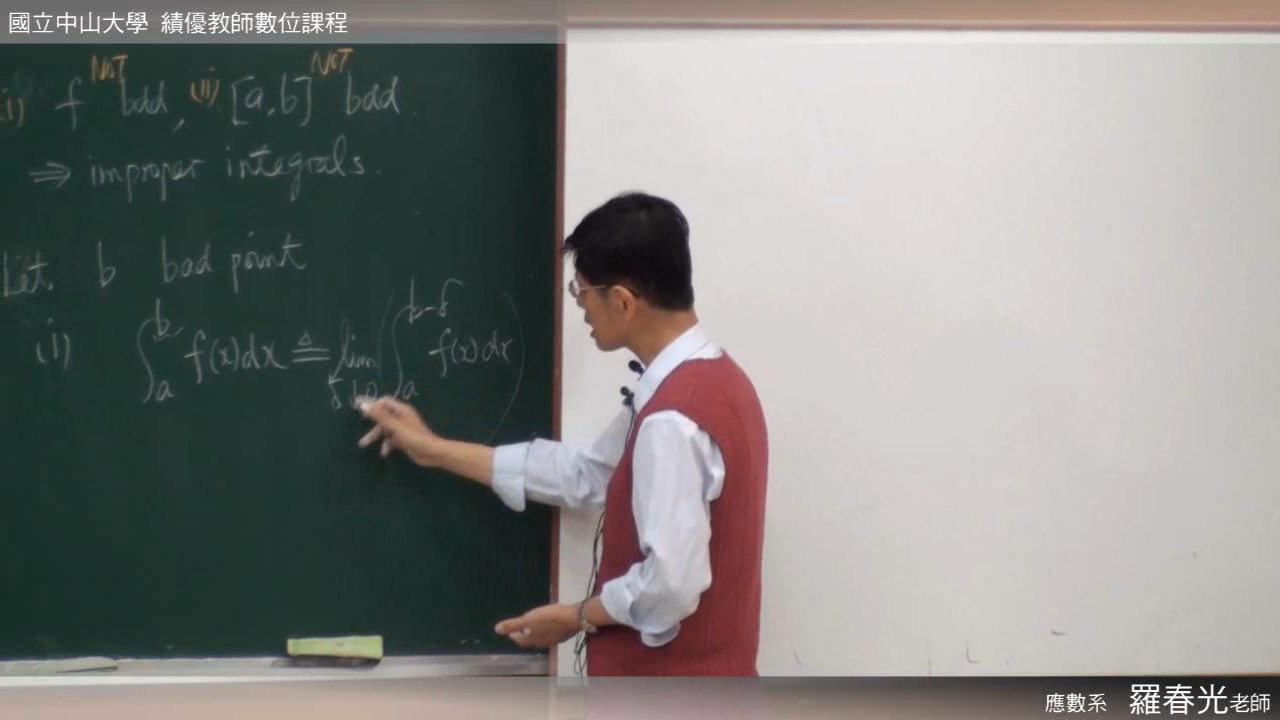 國立中山大學 績優教師數位課程
NOT NOT
(i) f bdd, (ii) [a,b] bdd.
⇒ improper integrals.
Let b bad point
(i) ∫_a^b f(x)dx ≜ lim_{δ↓0} (∫_a^{b-δ} f(x)dx)
應數系 羅春光老師